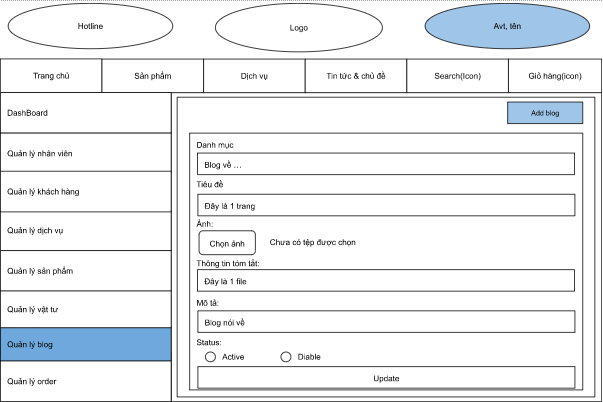 Hotline
Logo
Avt, tên
Trang chủ
Sản phẩm
Dịch vụ
Tin tức & chủ đề
Search(Icon)
Giỏ hàng(icon)
DashBoard
Quản lý nhân viên
Quản lý khách hàng
Quản lý dịch vụ
Quản lý sản phẩm
Quản lý vật tư
Quản lý blog
Quản lý order
Add blog
Danh mục
Blog về ...
Tiêu đề
Đây là 1 trang
Ảnh:
Chọn ảnh
Chưa có tệp được chọn
Thông tin tóm tắt:
Đây là 1 file
Mô tả:
Blog nói về
Status:
Active
Diable
Update